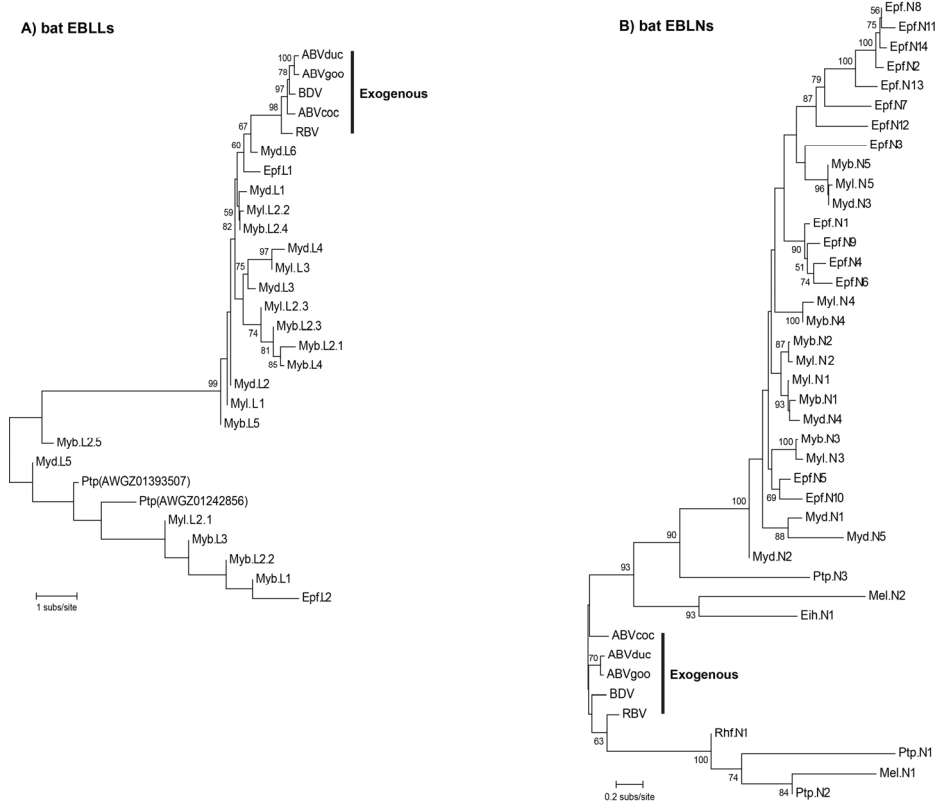 A) bat EBLLs
100
ABVduc
78
ABVgoo
97
BDV
98
ABVcoc
RBV
Exogenous
67
Myd.L6
60
Epf.L1
Myd.L1
59
Myl.L2.2
82
Myb.L2.4
97
Myd.L4
75
Myl.L3
Myd.L3
Myl.L2.3
74
Myb.L2.3
81
Myb.L2.1
85
Myb.L4
99
Myd.L2
Myl.L1
Myb.L5
Myb.L2.5
Myd.L5
Ptp(AWGZ01393507)
Ptp(AWGZ01242856)
Myl.L2.1
Myb.L3
Myb.L2.2
Myb.L1
Epf.L2
1 subs/site
B) bat EBLNs
56
Epf.N8
75
Epf.N11
100
Epf.N14
Epf.N2
79
100
Epf.N13
87
Epf.N7
Epf.N12
Epf.N3
Myb.N5
96
Myl.N5
Myd.N3
Epf.N1
90
Epf.N9
51
Epf.N4
74
Epf.N6
Myl.N4
100
Myb.N4
87
Myb.N2
Myl.N2
Myl.N1
93
Myb.N1
Myd.N4
100
Myb.N3
Myl.N3
Epf.N5
69
Epf.N10
100
Myd.N1
88
Myd.N5
Myd.N2
90
Ptp.N3
93
Mel.N2
93
Eih.N1
ABVcoc
70
ABVduc
ABVgoo
BDV
RBV
Exogenous
63
Rhf.N1
100
Ptp.N1
74
Mel.N1
84
Ptp.N2
0.2 subs/site